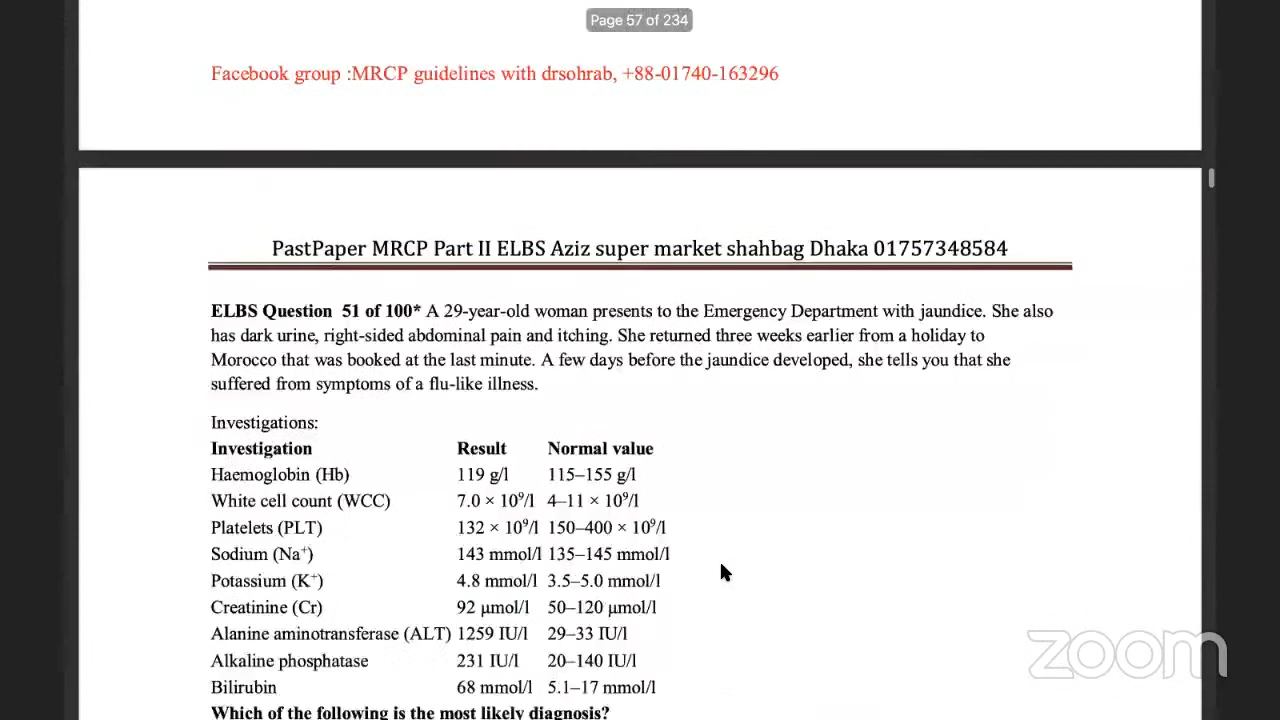 Page 57 of 234
Facebook group :MRCP guidelines with drsohrab, +88-01740-163296
PastPaper MRCP Part II ELBS Aziz super market shahbag Dhaka 01757348584
ELBS Question 51 of 100* A 29-year-old woman presents to the Emergency Department with jaundice. She also
has dark urine, right-sided abdominal pain and itching. She returned three weeks earlier from a holiday to
Morocco that was booked at the last minute. A few days before the jaundice developed, she tells you that she
suffered from symptoms of a flu-like illness.
Investigations:
Investigation Result Normal value
Haemoglobin (Hb) 119 g/l 115–155 g/l
White cell count (WCC) 7.0 × 10⁹/l 4–11 × 10⁹/l
Platelets (PLT) 132 × 10⁹/l 150–400 × 10⁹/l
Sodium (Na⁺) 143 mmol/l 135–145 mmol/l
Potassium (K⁺) 4.8 mmol/l 3.5–5.0 mmol/l
Creatinine (Cr) 92 µmol/l 50–120 µmol/l
Alanine aminotransferase (ALT) 1259 IU/l 29–33 IU/l
Alkaline phosphatase 231 IU/l 20–140 IU/l
Bilirubin 68 mmol/l 5.1–17 mmol/l
Which of the following is the most likely diagnosis?
zoom